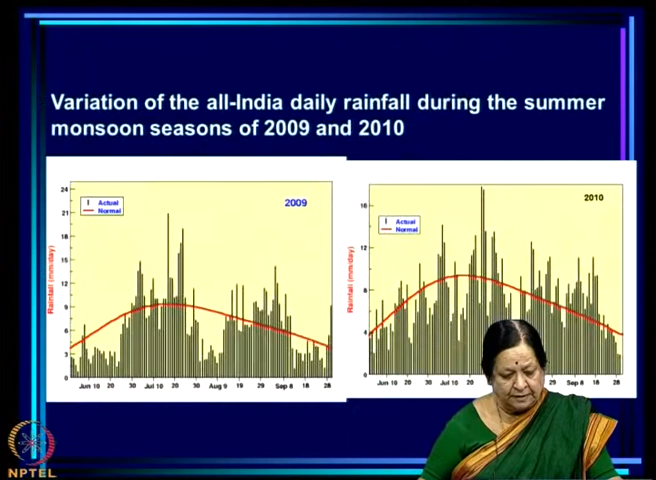 Variation of the all-India daily rainfall during the summer
monsoon seasons of 2009 and 2010
24
21
18
15
12
9
6
3
0
Rainfall (mm/day)
Actual
Normal
2009
Jun 10 20 30 Jul 10 20 30 Aug 9 19 29 Sep 8 18 28
16
12
8
4
0
Rainfall (mm/day)
Actual
Normal
2010
Jun 10 20 30 Jul 10 20 30 29 Sep 8 18 28
NPTEL